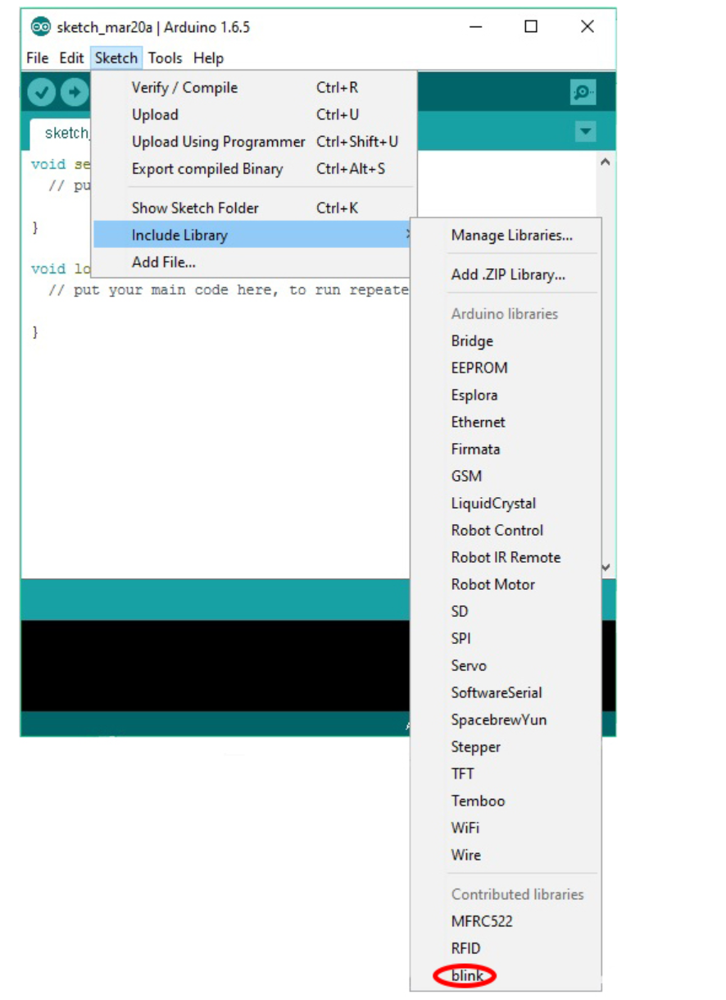 sketch_mar20a | Arduino 1.6.5
File Edit Sketch Tools Help
Verify / Compile Ctrl+R
Upload Ctrl+U
Upload Using Programmer Ctrl+Shift+U
Export compiled Binary Ctrl+Alt+S
Show Sketch Folder Ctrl+K
Include Library
Add File...
sketch_
void se
// pu
}
void lo
// put your main code here, to run repeate
}
Manage Libraries...
Add .ZIP Library...
Arduino libraries
Bridge
EEPROM
Esplora
Ethernet
Firmata
GSM
LiquidCrystal
Robot Control
Robot IR Remote
Robot Motor
SD
SPI
Servo
SoftwareSerial
SpacebrewYun
Stepper
TFT
Temboo
WiFi
Wire
Contributed libraries
MFRC522
RFID
blink